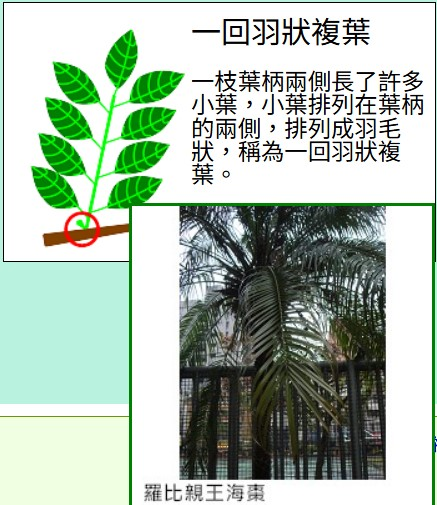 一回羽狀複葉
一枝葉柄兩側長了許多
小葉，小葉排列在葉柄
的兩側，排列成羽毛
狀，稱為一回羽狀複
葉。
羅比親王海棗